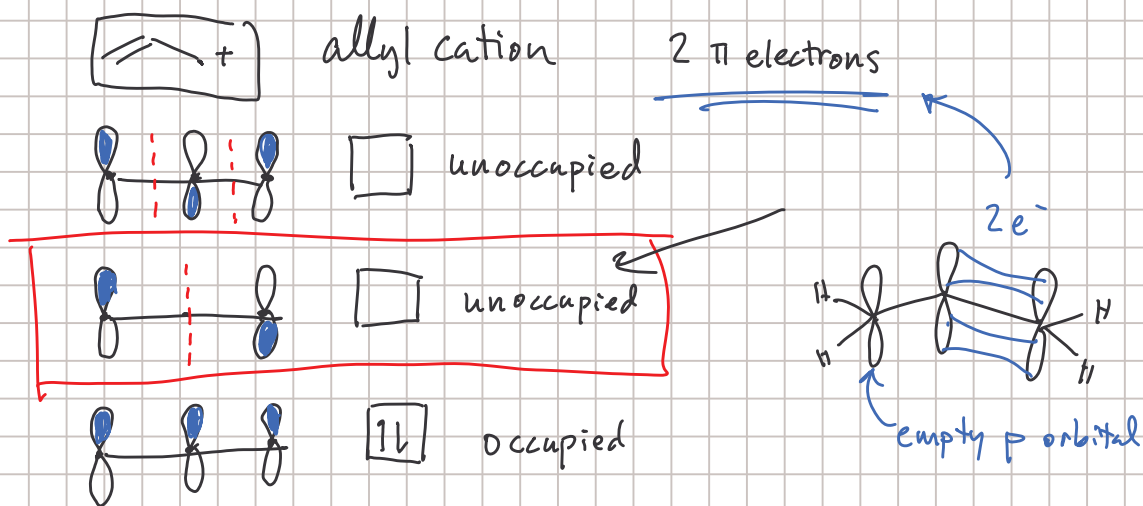 + allyl cation 2 π electrons
unoccupied
2e⁻
unoccupied
H H
H H
↑↓ occupied
empty p orbital